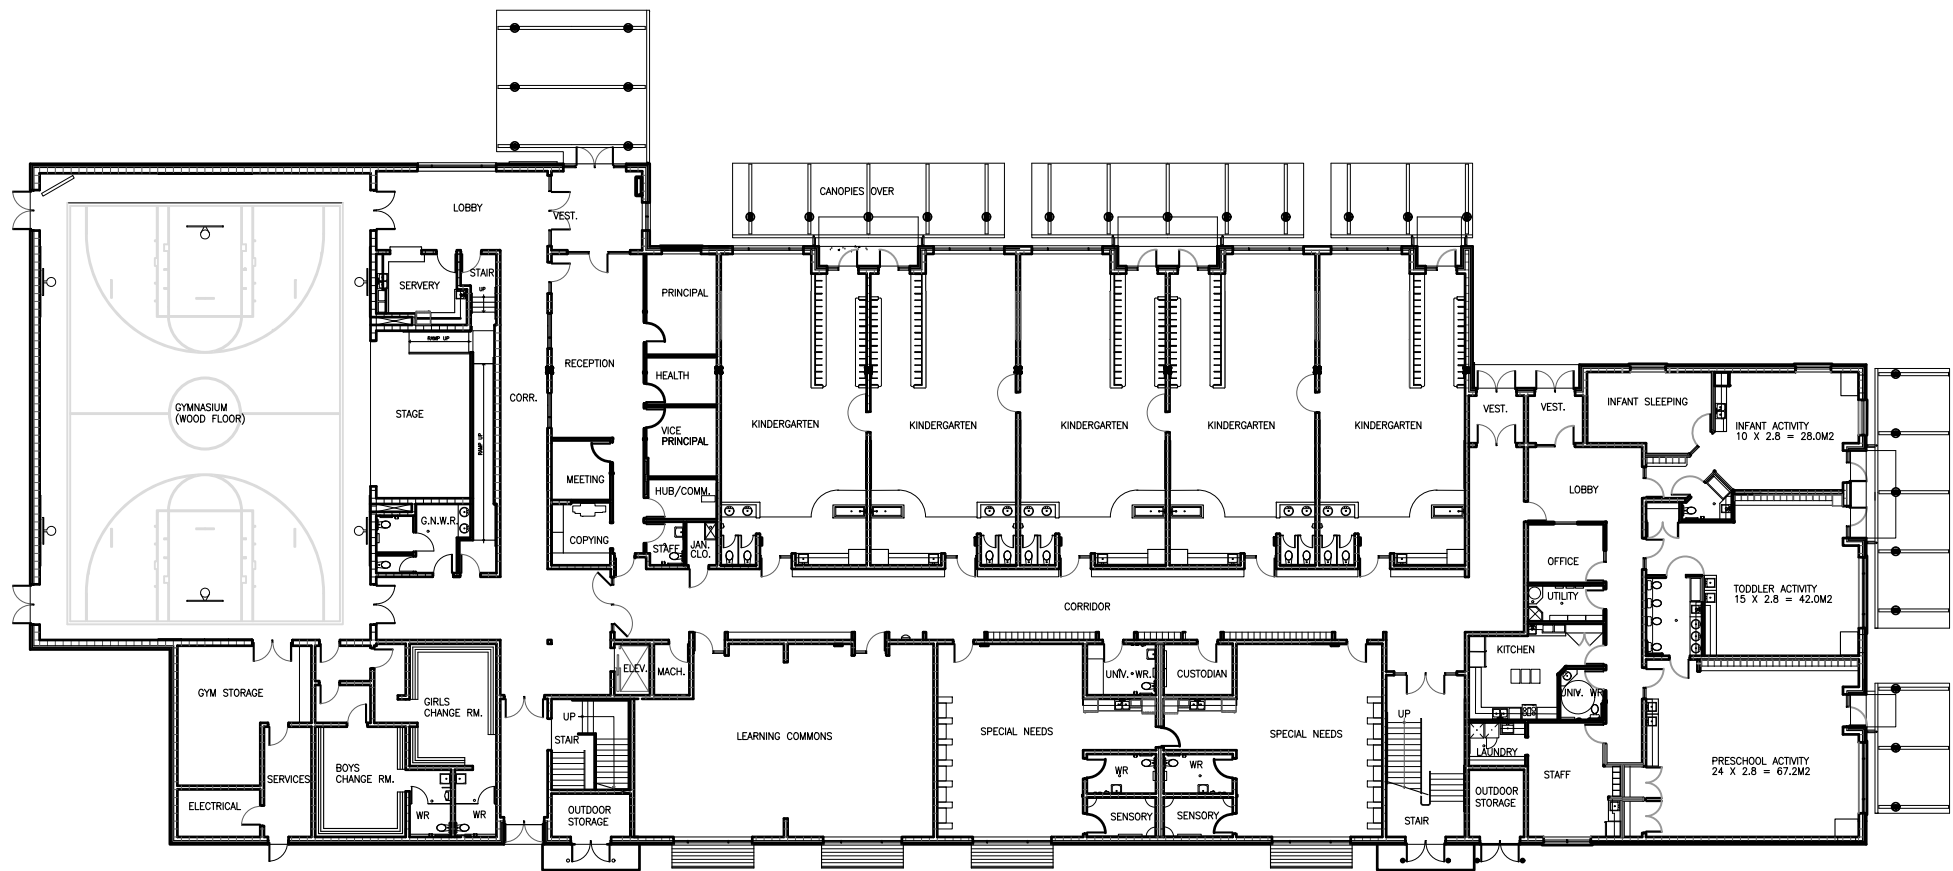 CANOPIES OVER
LOBBY
VEST.
STAIR
UP
SERVERY
PRINCIPAL
RAMP UP
RECEPTION
HEALTH
CORR.
STAGE
GYMNASIUM
(WOOD FLOOR)
RAMP UP
VICE
PRINCIPAL
KINDERGARTEN
KINDERGARTEN
KINDERGARTEN
KINDERGARTEN
KINDERGARTEN
VEST.
VEST.
INFANT SLEEPING
INFANT ACTIVITY
10 X 2.8 = 28.0M2
MEETING
HUB/COMM.
LOBBY
G.N.W.R.
COPYING
STAFF
JAN.
CLO.
OFFICE
UTILITY
TODDLER ACTIVITY
15 X 2.8 = 42.0M2
CORRIDOR
KITCHEN
ELEV.
MACH.
UNIV. WR.
CUSTODIAN
GYM STORAGE
GIRLS
CHANGE RM.
UNIV. WR
UP
STAIR
LEARNING COMMONS
SPECIAL NEEDS
SPECIAL NEEDS
UP
LAUNDRY
BOYS
CHANGE RM.
SERVICES
WR
WR
STAFF
PRESCHOOL ACTIVITY
24 X 2.8 = 67.2M2
ELECTRICAL
WR
WR
OUTDOOR
STORAGE
SENSORY
SENSORY
STAIR
OUTDOOR
STORAGE